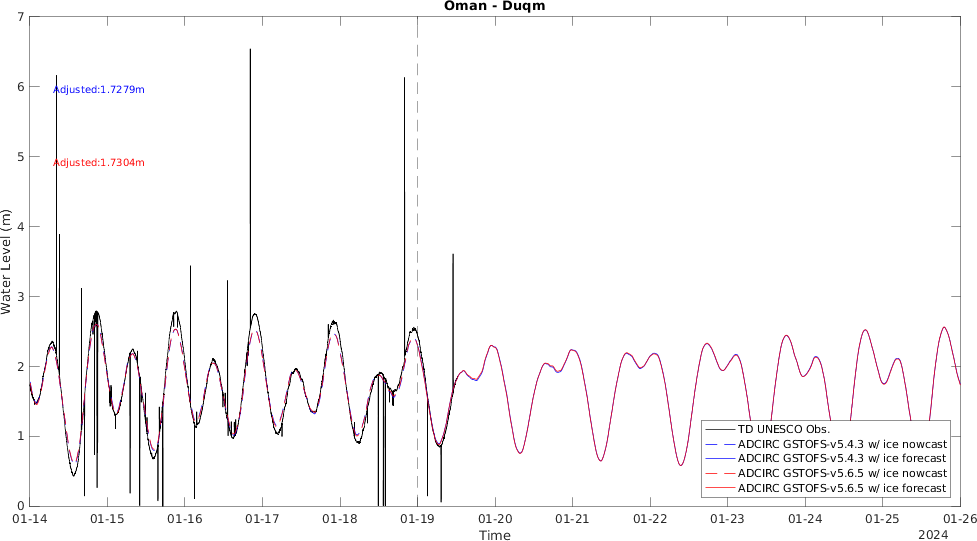 Oman - Duqm
7
6
5
4
3
2
1
0
Water Level (m)
Adjusted:1.7279m
Adjusted:1.7304m
TD UNESCO Obs.
ADCIRC GSTOFS-v5.4.3 w/ ice nowcast
ADCIRC GSTOFS-v5.4.3 w/ ice forecast
ADCIRC GSTOFS-v5.6.5 w/ ice nowcast
ADCIRC GSTOFS-v5.6.5 w/ ice forecast
01-14 01-15 01-16 01-17 01-18 01-19 01-20 01-21 01-22 01-23 01-24 01-25 01-26
Time
2024